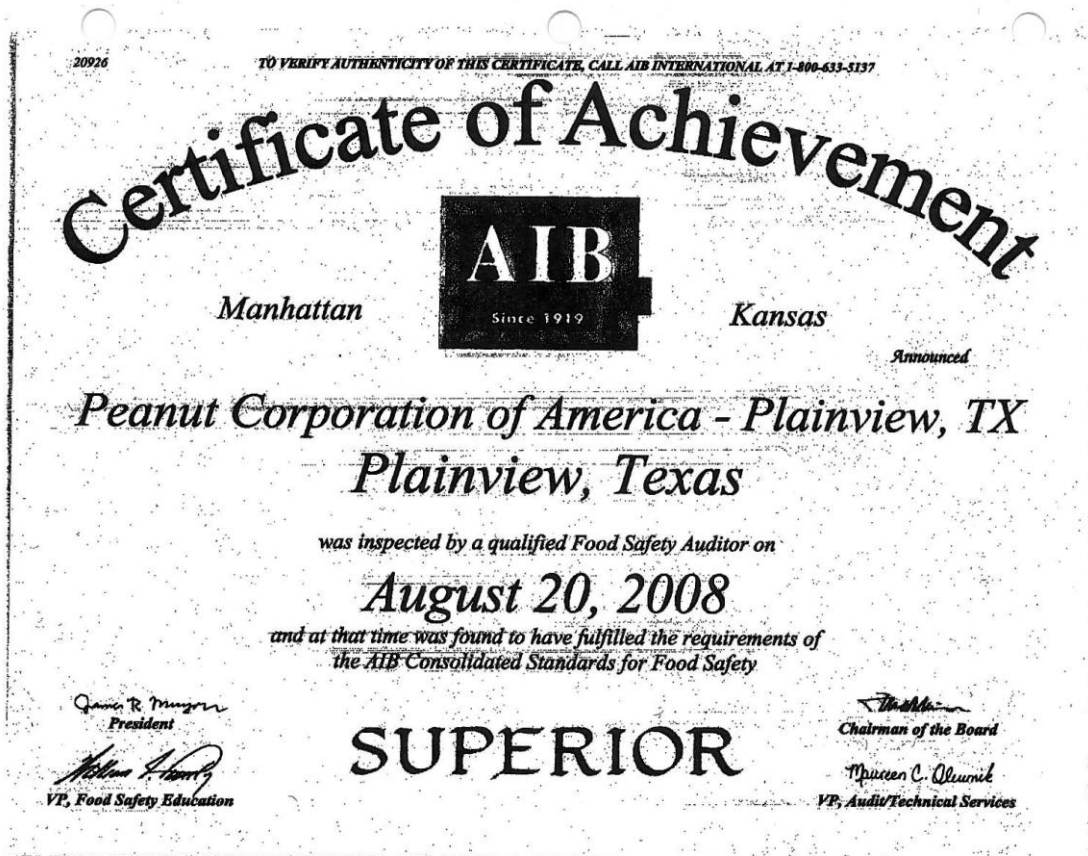 20926
TO VERIFY AUTHENTICITY OF THIS CERTIFICATE, CALL AIB INTERNATIONAL AT 1-800-633-5137
Certificate of Achievement
AIB
Since 1919
Manhattan
Kansas
Announced
Peanut Corporation of America - Plainview, TX
Plainview, Texas
was inspected by a qualified Food Safety Auditor on
August 20, 2008
and at that time was found to have fulfilled the requirements of
the AIB Consolidated Standards for Food Safety
President
Chairman of the Board
SUPERIOR
Maureen C. Olewnik
VP, Food Safety Education
VP, Audit/Technical Services